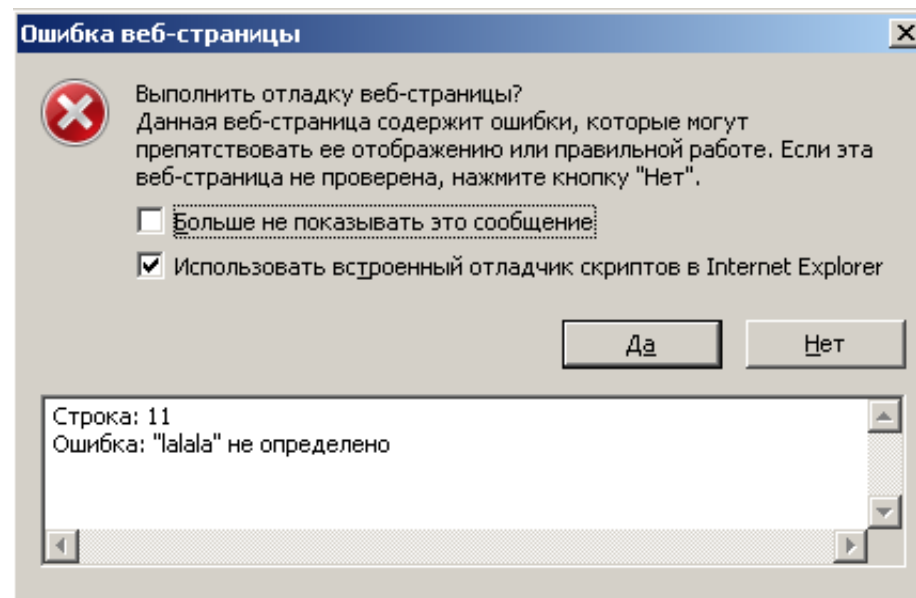 Ошибка веб-страницы
Выполнить отладку веб-страницы?
Данная веб-страница содержит ошибки, которые могут
препятствовать ее отображению или правильной работе. Если эта
веб-страница не проверена, нажмите кнопку "Нет".
Больше не показывать это сообщение
Использовать встроенный отладчик скриптов в Internet Explorer
Да
Нет
Строка: 11
Ошибка: "lalala" не определено